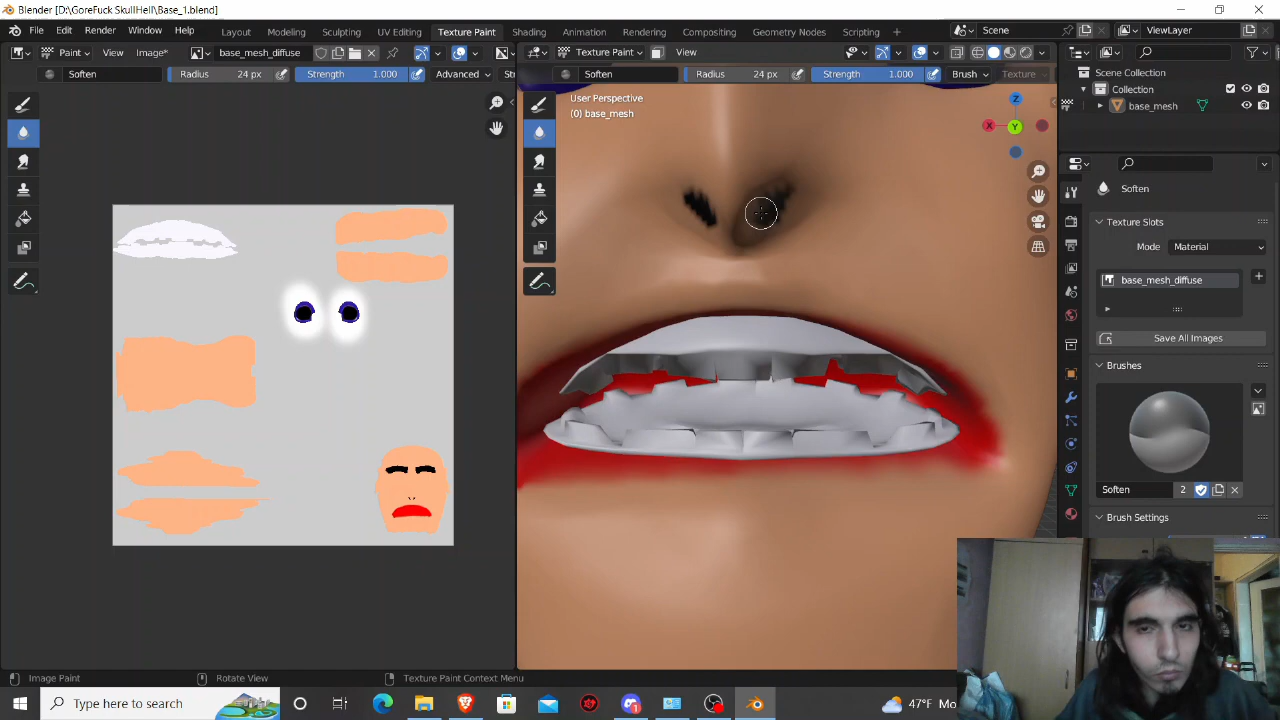 Blender [D:\GoreFuck SkullHell\Base_1.blend]
File Edit Render Window Help Layout Modeling Sculpting UV Editing Texture Paint Shading Animation Rendering Compositing Geometry Nodes Scripting Scene ViewLayer
Paint View Image* base_mesh_diffuse Texture Paint View
Soften Radius 24 px Strength 1.000 Advanced Soften Radius 24 px Strength 1.000 Brush Texture
User Perspective
(0) base_mesh
Z
X
Y
Scene Collection
Collection
base_mesh
Soften
Texture Slots
Mode Material
base_mesh_diffuse
Save All Images
Brushes
Soften 2
Brush Settings
Image Paint Rotate View Texture Paint Context Menu
Type here to search
47°F